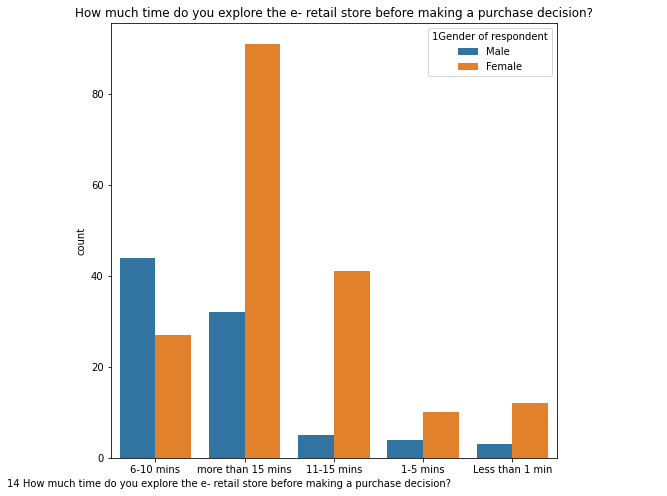 How much time do you explore the e- retail store before making a purchase decision?
1Gender of respondent
Male
Female
80
60
40
20
0
count
6-10 mins more than 15 mins 11-15 mins 1-5 mins Less than 1 min
14 How much time do you explore the e- retail store before making a purchase decision?